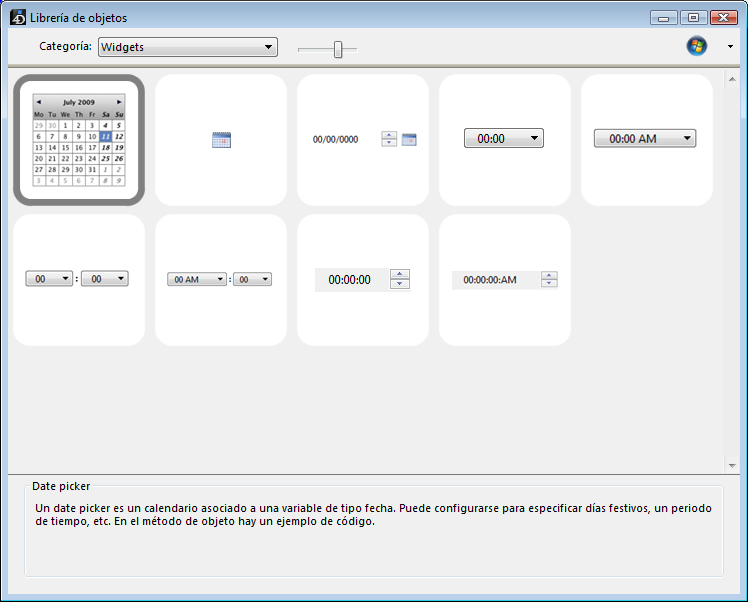 4D Librería de objetos
Categoría: Widgets
◄ July 2009 ►
Mo Tu We Th Fr Sa Su
29 30 1 2 3 4 5
6 7 8 9 10 11 12
13 14 15 16 17 18 19
20 21 22 23 24 25 26
27 28 29 30 31 1 2
3 4 5 6 7 8 9
00/00/0000
00:00
00:00 AM
00 : 00
00 AM : 00
00:00:00
00:00:00:AM
Date picker
Un date picker es un calendario asociado a una variable de tipo fecha. Puede configurarse para especificar días festivos, un periodo
de tiempo, etc. En el método de objeto hay un ejemplo de código.